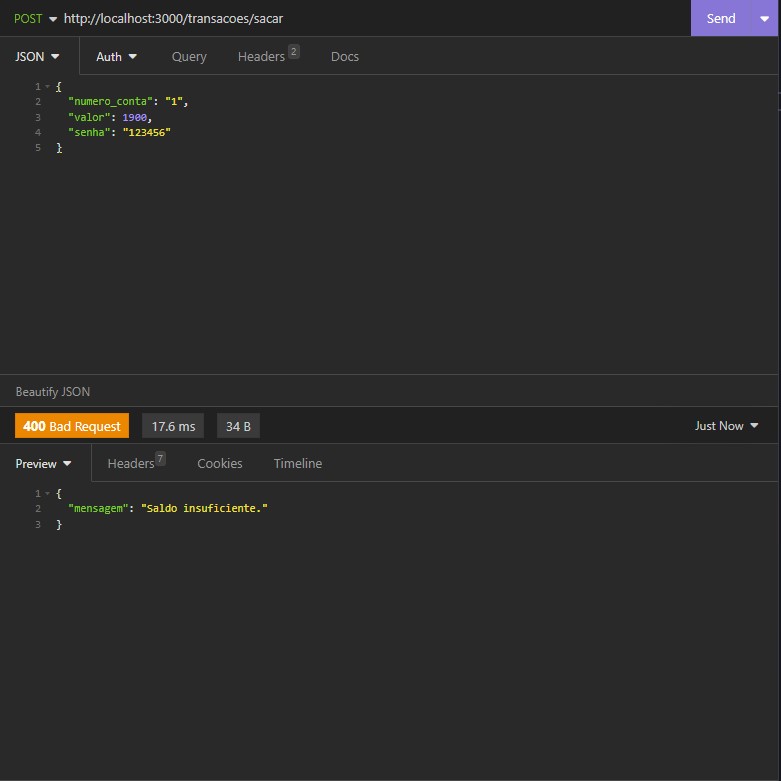 POST http://localhost:3000/transacoes/sacar Send
JSON Auth Query Headers 2 Docs
1 {
2 "numero_conta": "1",
3 "valor": 1900,
4 "senha": "123456"
5 }
Beautify JSON
400 Bad Request 17.6 ms 34 B Just Now
Preview Headers 7 Cookies Timeline
1 {
2 "mensagem": "Saldo insuficiente."
3 }